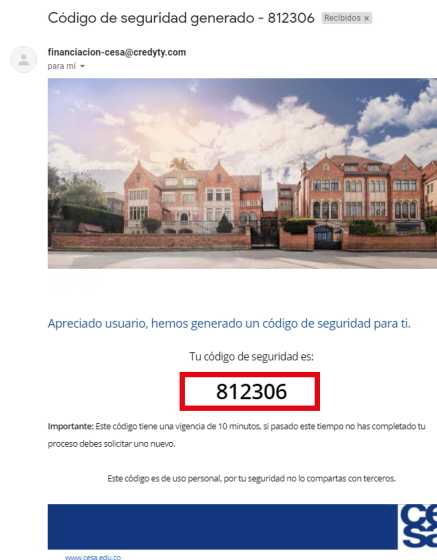 Código de seguridad generado - 812306 Recibidos x
financiacion-cesa@credyty.com
para mí
Apreciado usuario, hemos generado un código de seguridad para ti.
Tu código de seguridad es:
812306
Importante: Este código tiene una vigencia de 10 minutos, si pasado este tiempo no has completado tu
proceso debes solicitar uno nuevo.
Este código es de uso personal, por tu seguridad no lo compartas con terceros.
www.cesa.edu.co